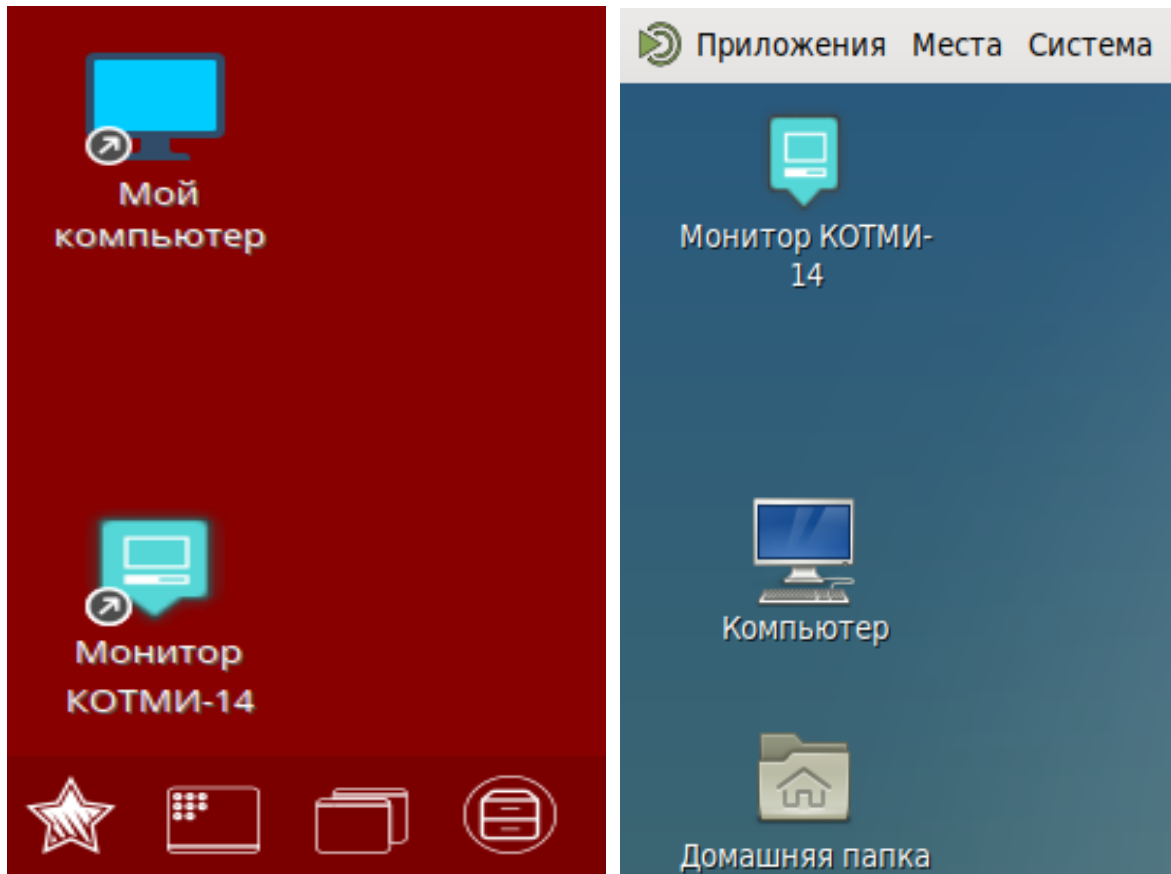 Мой
компьютер
Монитор
КОТМИ-14
Приложения Места Система
Монитор КОТМИ-
14
Компьютер
Домашняя папка